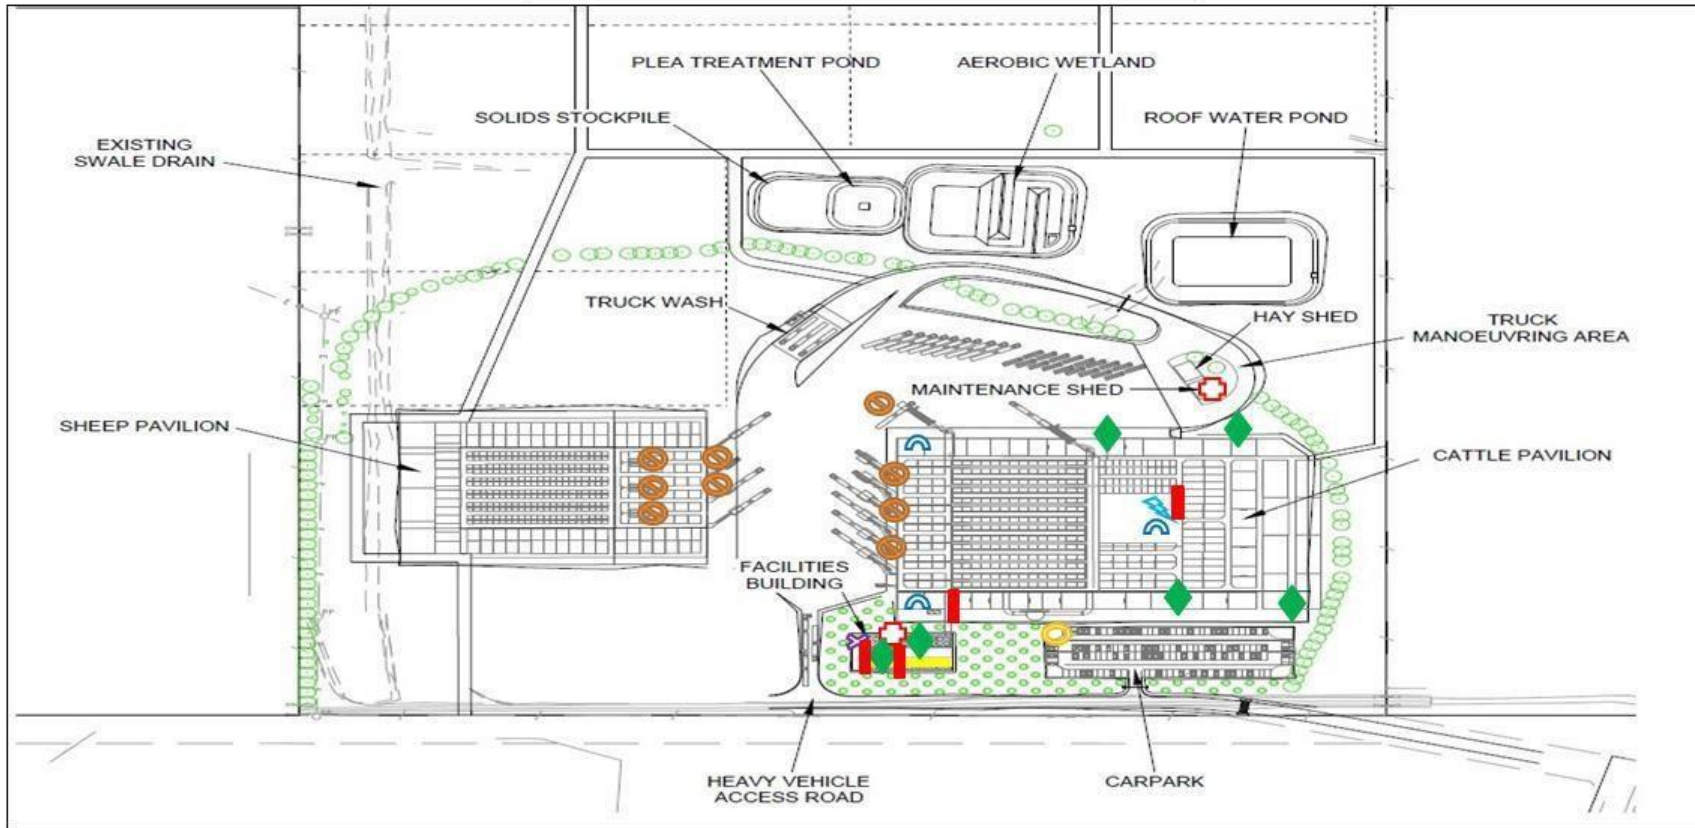 PLEA TREATMENT POND
AEROBIC WETLAND
SOLIDS STOCKPILE
ROOF WATER POND
EXISTING
SWALE DRAIN
TRUCK WASH
HAY SHED
TRUCK
MANOEUVRING AREA
MAINTENANCE SHED
SHEEP PAVILION
CATTLE PAVILION
FACILITIES
BUILDING
HEAVY VEHICLE
ACCESS ROAD
CARPARK